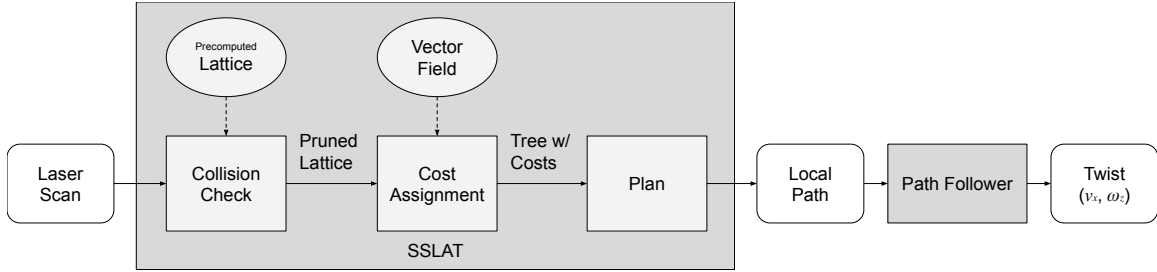 Precomputed
Lattice
Vector
Field
Laser
Scan
Collision
Check
Pruned
Lattice
Cost
Assignment
Tree w/
Costs
Plan
Local
Path
Path Follower
Twist
(vₓ, ω_z)
SSLAT